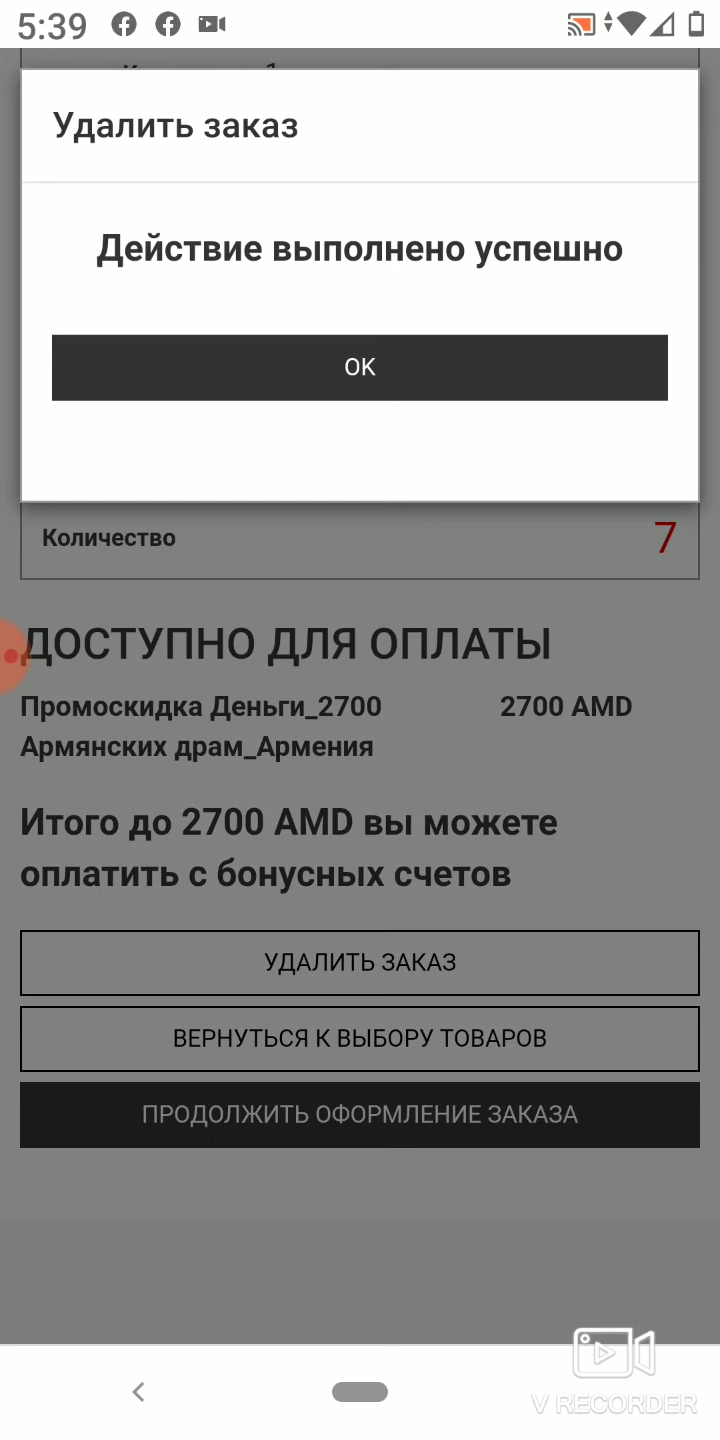 5:39
Удалить заказ
Действие выполнено успешно
OK
Количество 7
ДОСТУПНО ДЛЯ ОПЛАТЫ
Промоскидка Деньги_2700 2700 AMD
Армянских драм_Армения
Итого до 2700 AMD вы можете
оплатить с бонусных счетов
УДАЛИТЬ ЗАКАЗ
ВЕРНУТЬСЯ К ВЫБОРУ ТОВАРОВ
ПРОДОЛЖИТЬ ОФОРМЛЕНИЕ ЗАКАЗА
V RECORDER